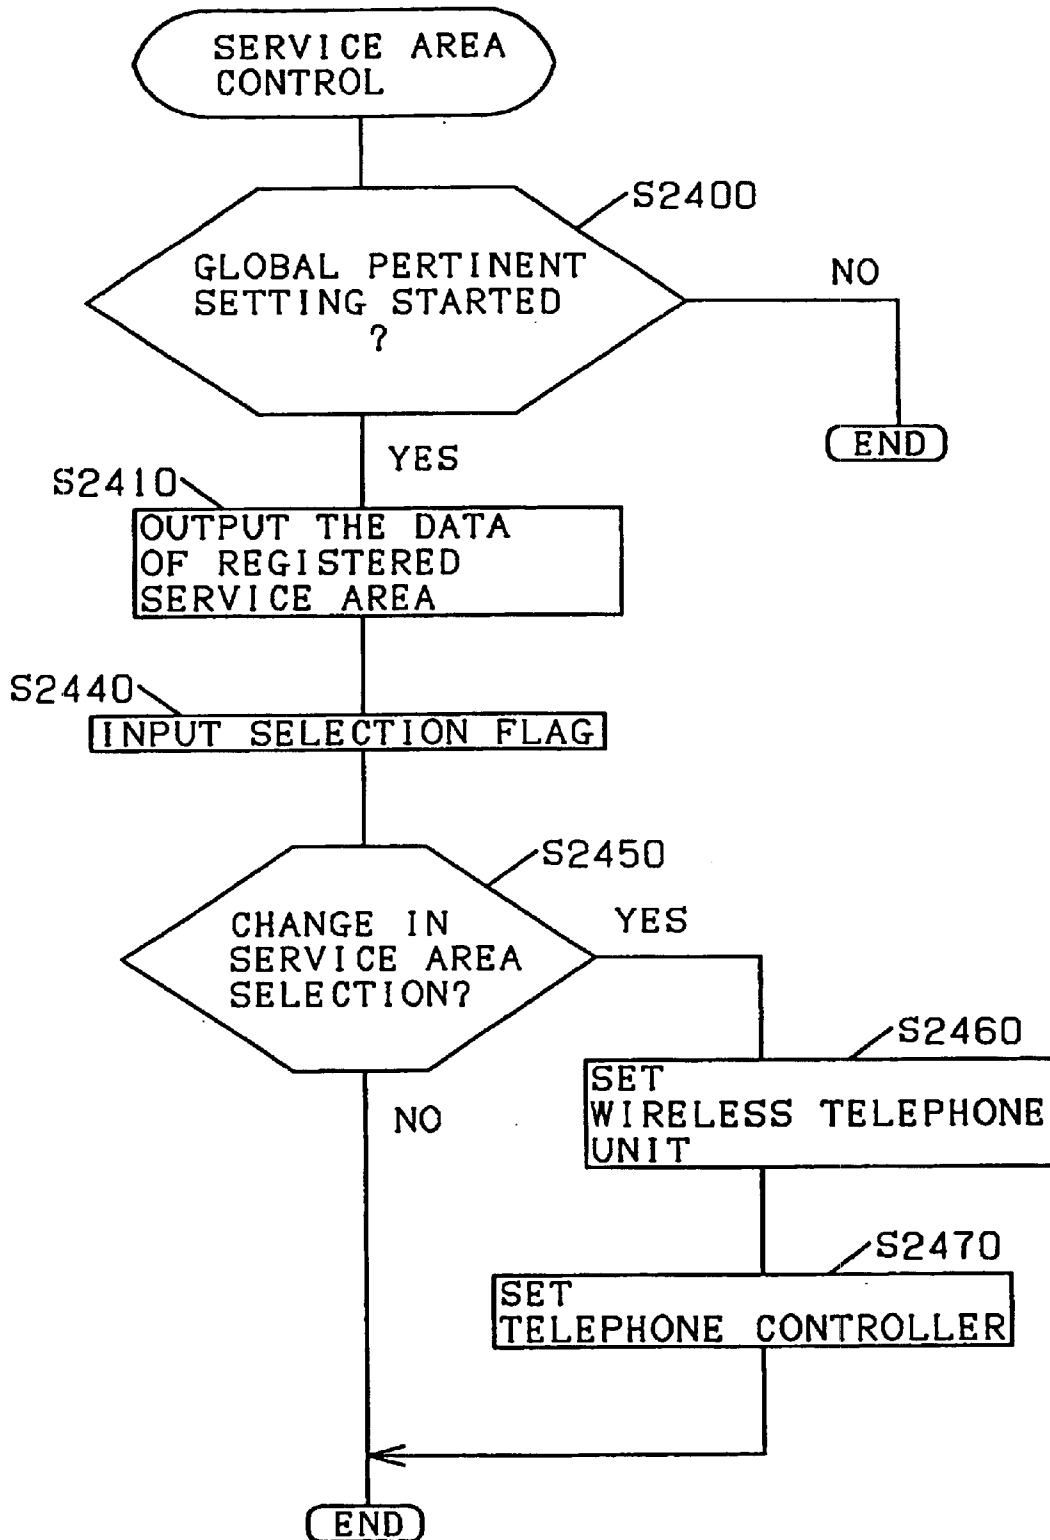 SERVICE AREA
CONTROL
S2400
GLOBAL PERTINENT
SETTING STARTED
?
NO
END
YES
S2410
OUTPUT THE DATA
OF REGISTERED
SERVICE AREA
S2440
INPUT SELECTION FLAG
S2450
CHANGE IN
SERVICE AREA
SELECTION?
YES
S2460
SET
WIRELESS TELEPHONE
UNIT
NO
S2470
SET
TELEPHONE CONTROLLER
END